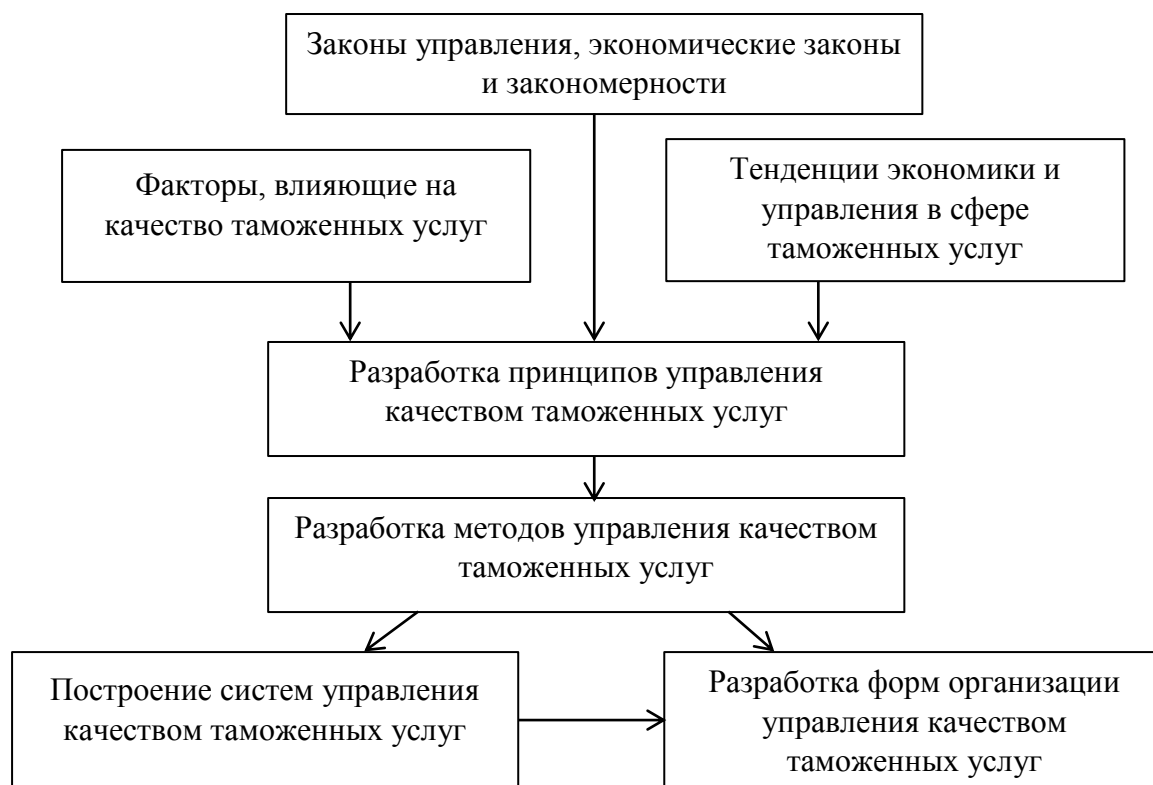 Законы управления, экономические законы
и закономерности
Факторы, влияющие на
качество таможенных услуг
Тенденции экономики и
управления в сфере
таможенных услуг
Разработка принципов управления
качеством таможенных услуг
Разработка методов управления качеством
таможенных услуг
Построение систем управления
качеством таможенных услуг
Разработка форм организации
управления качеством
таможенных услуг